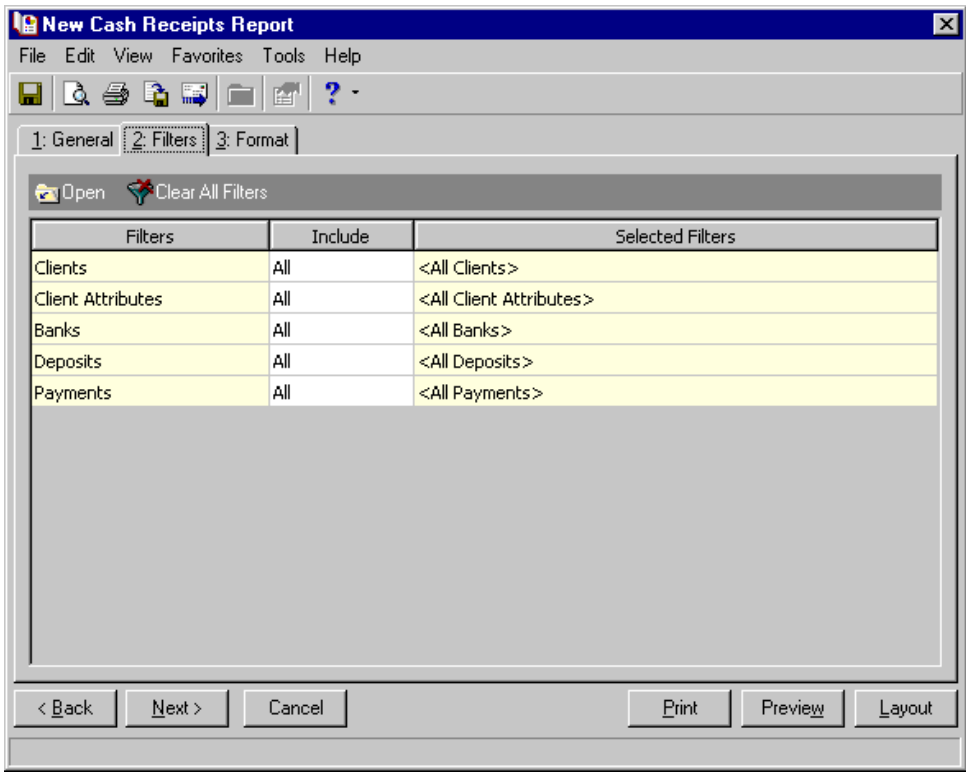 New Cash Receipts Report
File Edit View Favorites Tools Help
1: General 2: Filters 3: Format
Open Clear All Filters
Filters Include Selected Filters
Clients All <All Clients>
Client Attributes All <All Client Attributes>
Banks All <All Banks>
Deposits All <All Deposits>
Payments All <All Payments>
< Back Next > Cancel Print Preview Layout